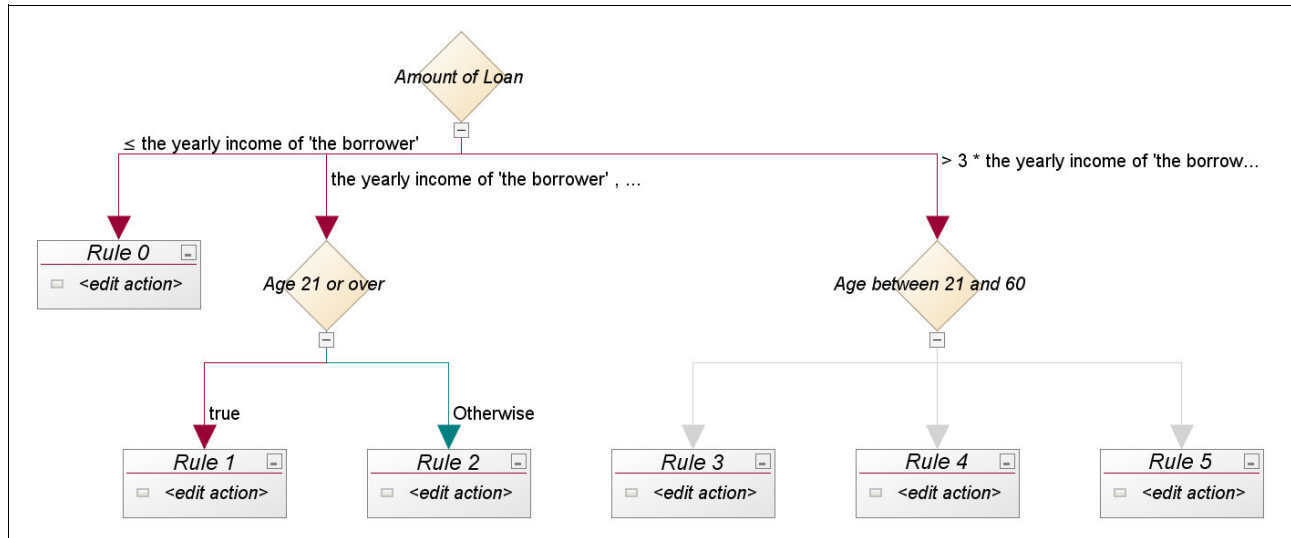 Amount of Loan
≤ the yearly income of 'the borrower'
the yearly income of 'the borrower' , ...
> 3 * the yearly income of 'the borrow...
Rule 0
<edit action>
Age 21 or over
Age between 21 and 60
true
Otherwise
Rule 1
<edit action>
Rule 2
<edit action>
Rule 3
<edit action>
Rule 4
<edit action>
Rule 5
<edit action>